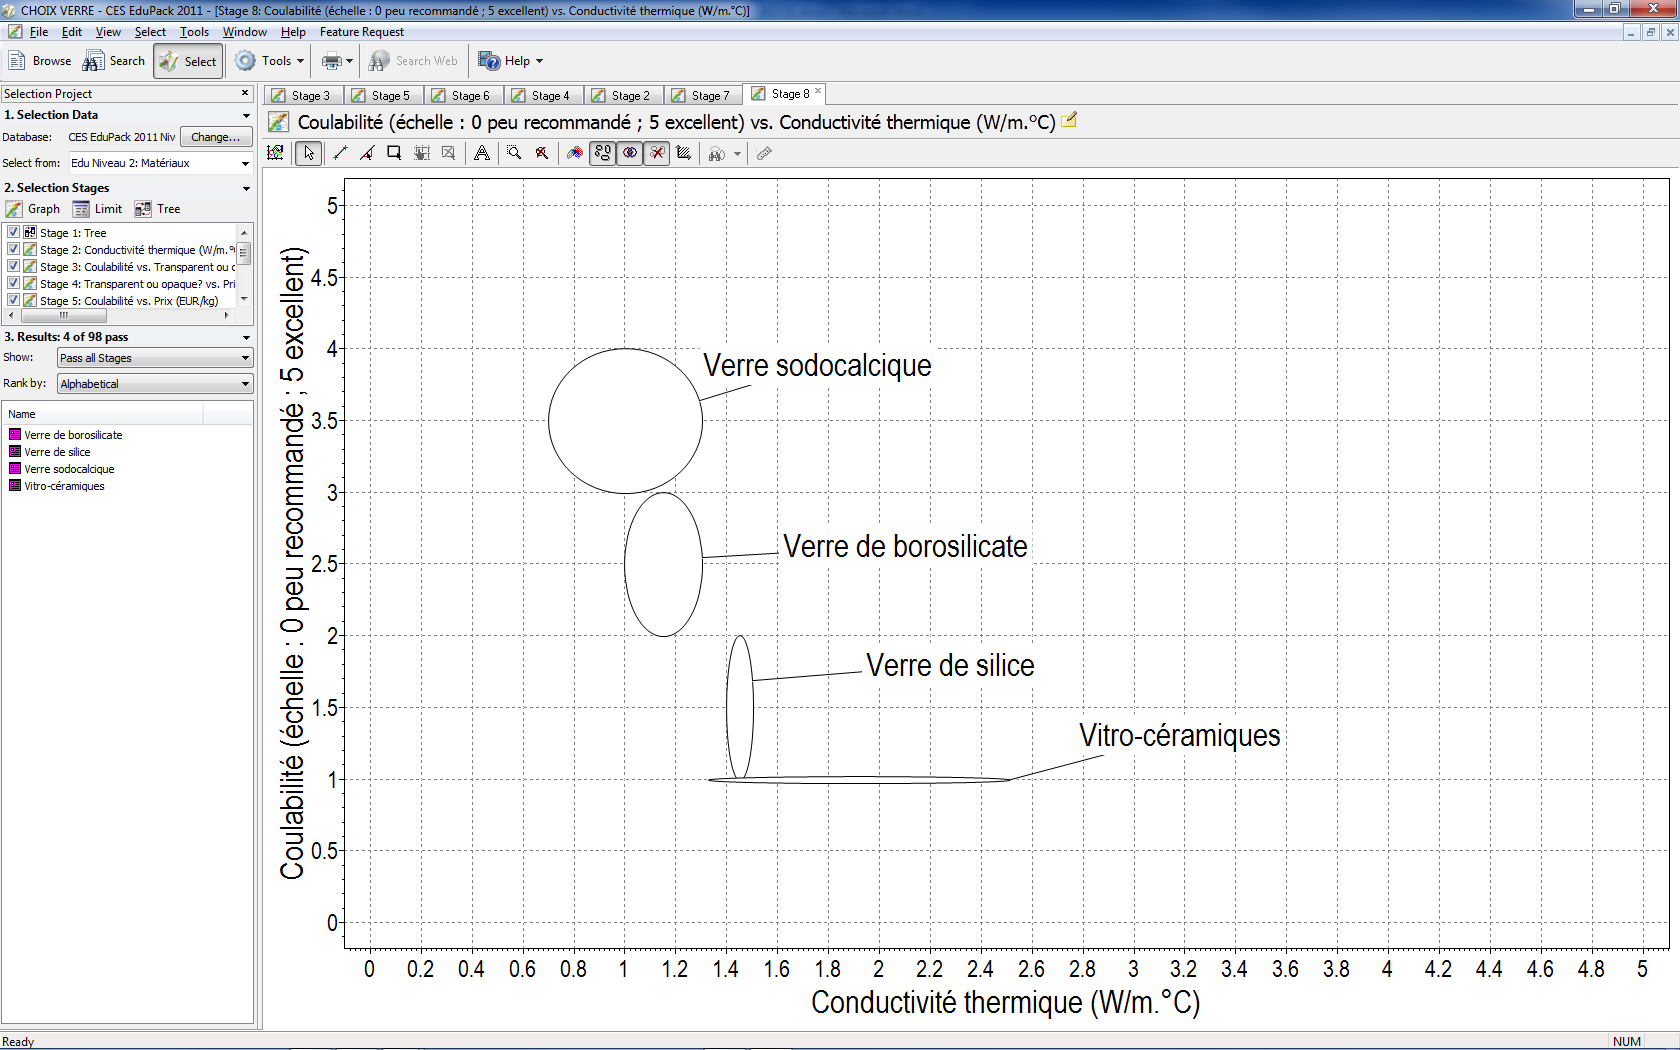 CHOIX VERRE - CES EduPack 2011 - [Stage 8: Coulabilité (échelle : 0 peu recommandé ; 5 excellent) vs. Conductivité thermique (W/m.°C)]
File Edit View Select Tools Window Help Feature Request
Browse Search Select Tools Search Web Help
Selection Project
Stage 3 Stage 5 Stage 6 Stage 4 Stage 2 Stage 7 Stage 8
1. Selection Data
Coulabilité (échelle : 0 peu recommandé ; 5 excellent) vs. Conductivité thermique (W/m.°C)
Database: CES EduPack 2011 Niv Change...
Select from: Edu Niveau 2: Matériaux
2. Selection Stages
Graph Limit Tree
Stage 1: Tree
Stage 2: Conductivité thermique (W/m.°
Stage 3: Coulabilité vs. Transparent ou o
Stage 4: Transparent ou opaque? vs. Pri
Stage 5: Coulabilité vs. Prix (EUR/kg)
3. Results: 4 of 98 pass
Show: Pass all Stages
Rank by: Alphabetical
Name
Verre de borosilicate
Verre de silice
Verre sodocalcique
Vitro-céramiques
Coulabilité (échelle : 0 peu recommandé ; 5 excellent)
5
4.5
4
3.5
3
2.5
2
1.5
1
0.5
0
Verre sodocalcique
Verre de borosilicate
Verre de silice
Vitro-céramiques
0 0.2 0.4 0.6 0.8 1 1.2 1.4 1.6 1.8 2 2.2 2.4 2.6 2.8 3 3.2 3.4 3.6 3.8 4 4.2 4.4 4.6 4.8 5
Conductivité thermique (W/m.°C)
Ready NUM